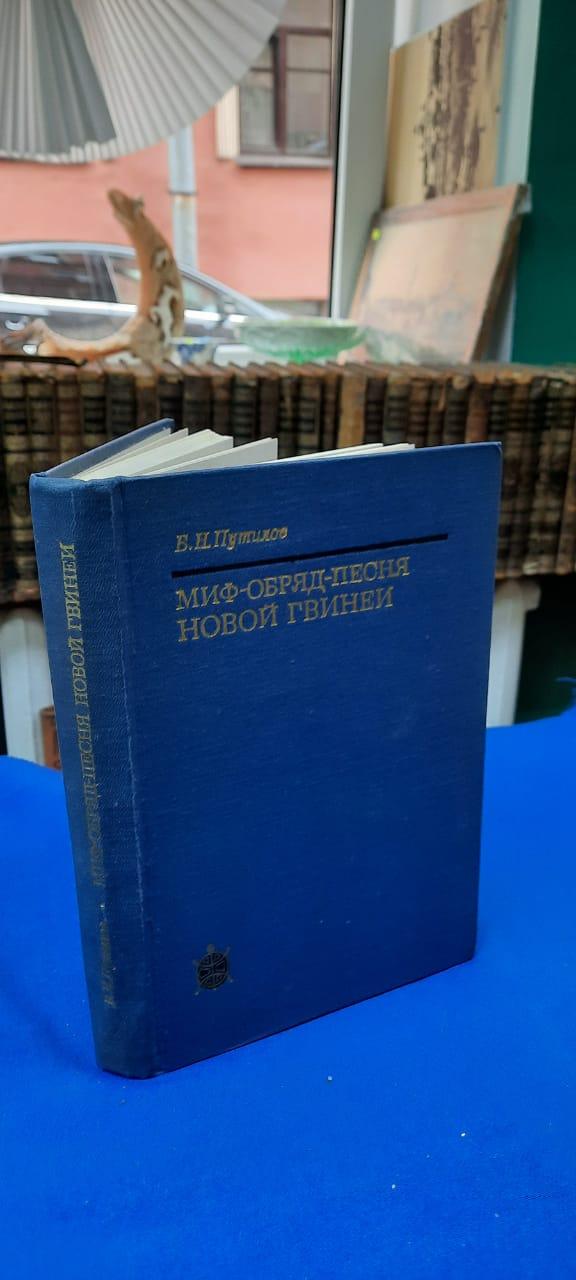 Б.Н.Путилов
МИФ-ОБРЯД-ПЕСНЯ
НОВОЙ ГВИНЕИ
МИФ-ОБРЯД-ПЕСНЯ НОВОЙ ГВИНЕИ